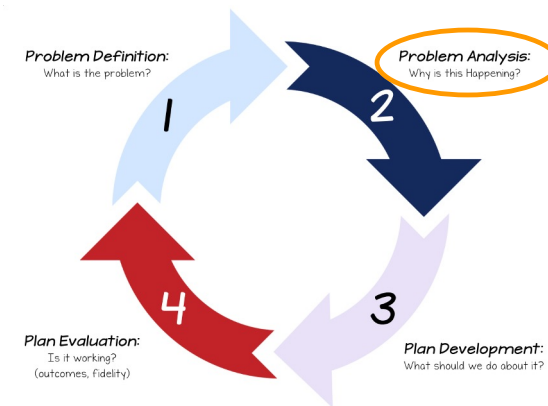 Problem Definition:
What is the problem?
1
Problem Analysis:
Why is this Happening?
2
3
Plan Development:
What should we do about it?
4
Plan Evaluation:
Is it working?
(outcomes, fidelity)